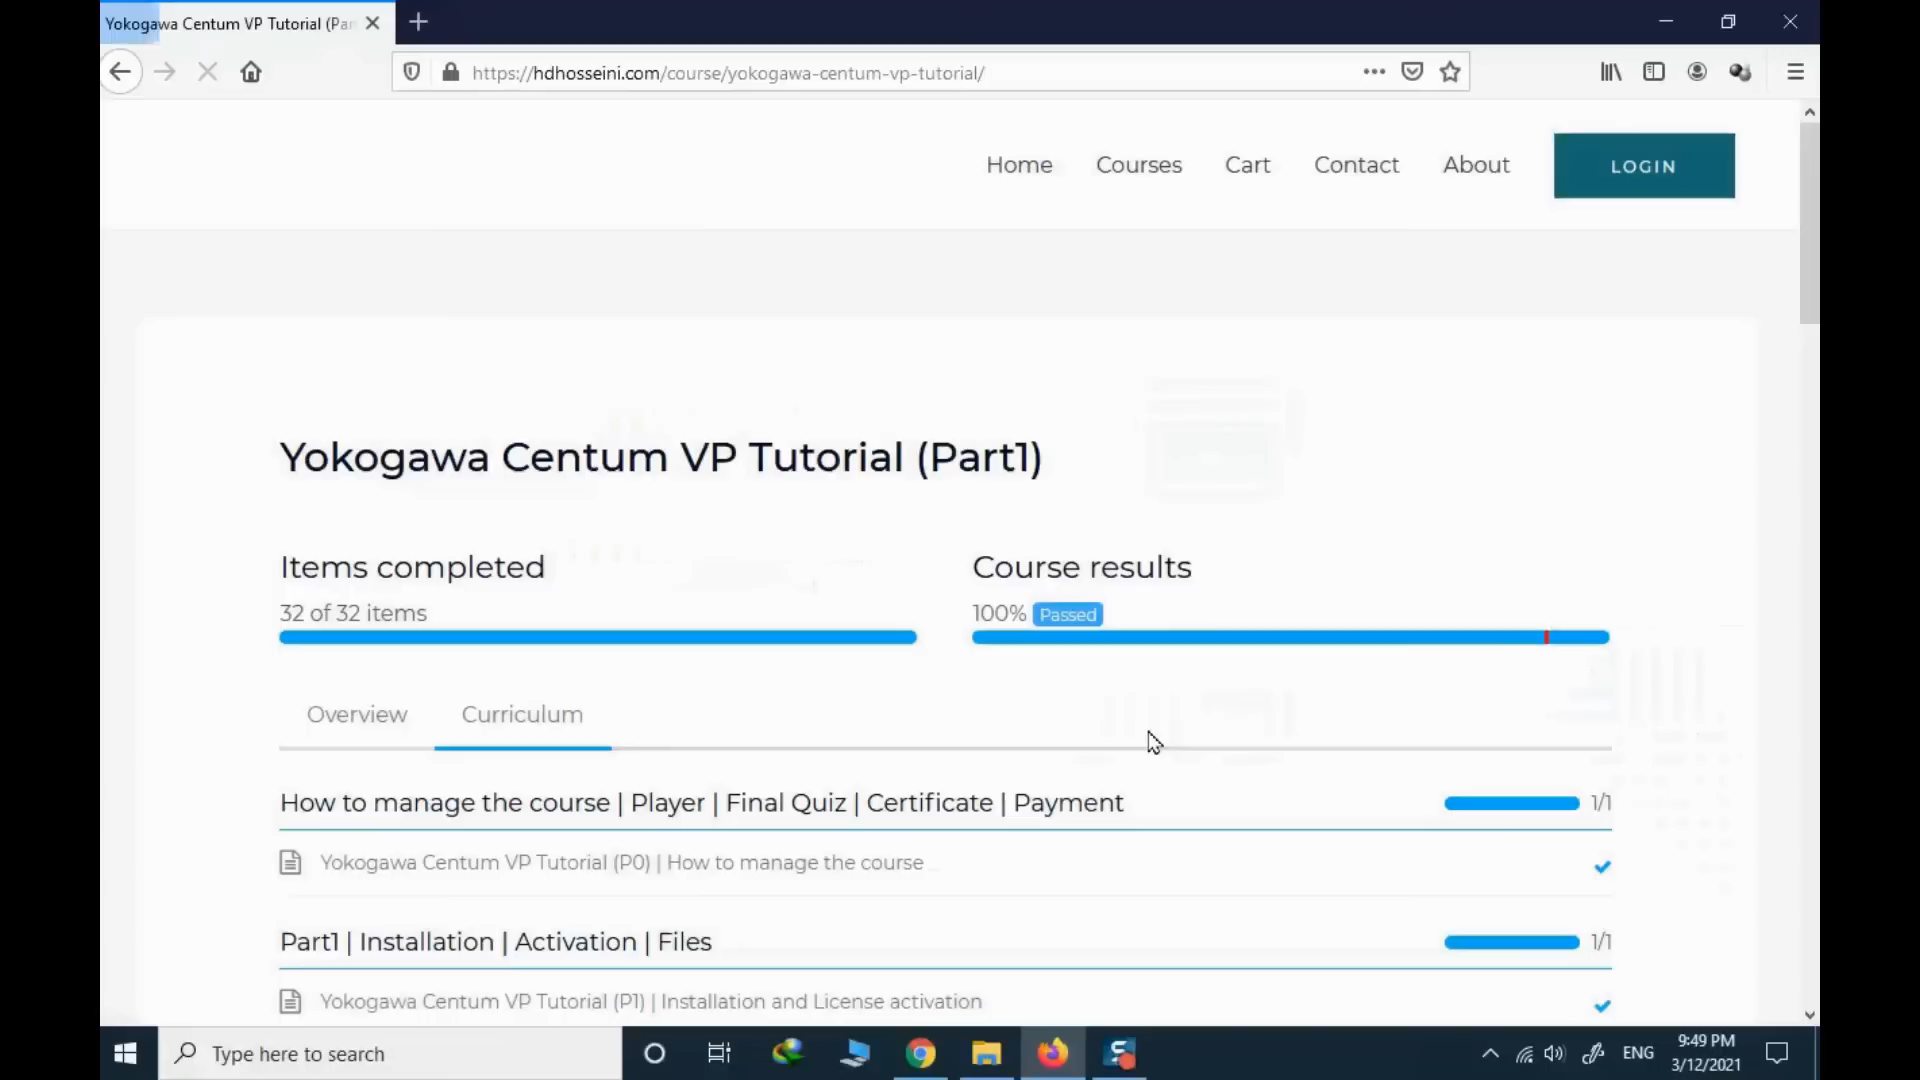 Yokogawa Centum VP Tutorial (Par
https://hdhosseini.com/course/yokogawa-centum-vp-tutorial/
Home Courses Cart Contact About LOGIN
Yokogawa Centum VP Tutorial (Part1)
Items completed
32 of 32 items
Course results
100% Passed
Overview Curriculum
How to manage the course | Player | Final Quiz | Certificate | Payment 1/1
Yokogawa Centum VP Tutorial (P0) | How to manage the course
Part1 | Installation | Activation | Files 1/1
Yokogawa Centum VP Tutorial (P1) | Installation and License activation
Type here to search
ENG
9:49 PM
3/12/2021